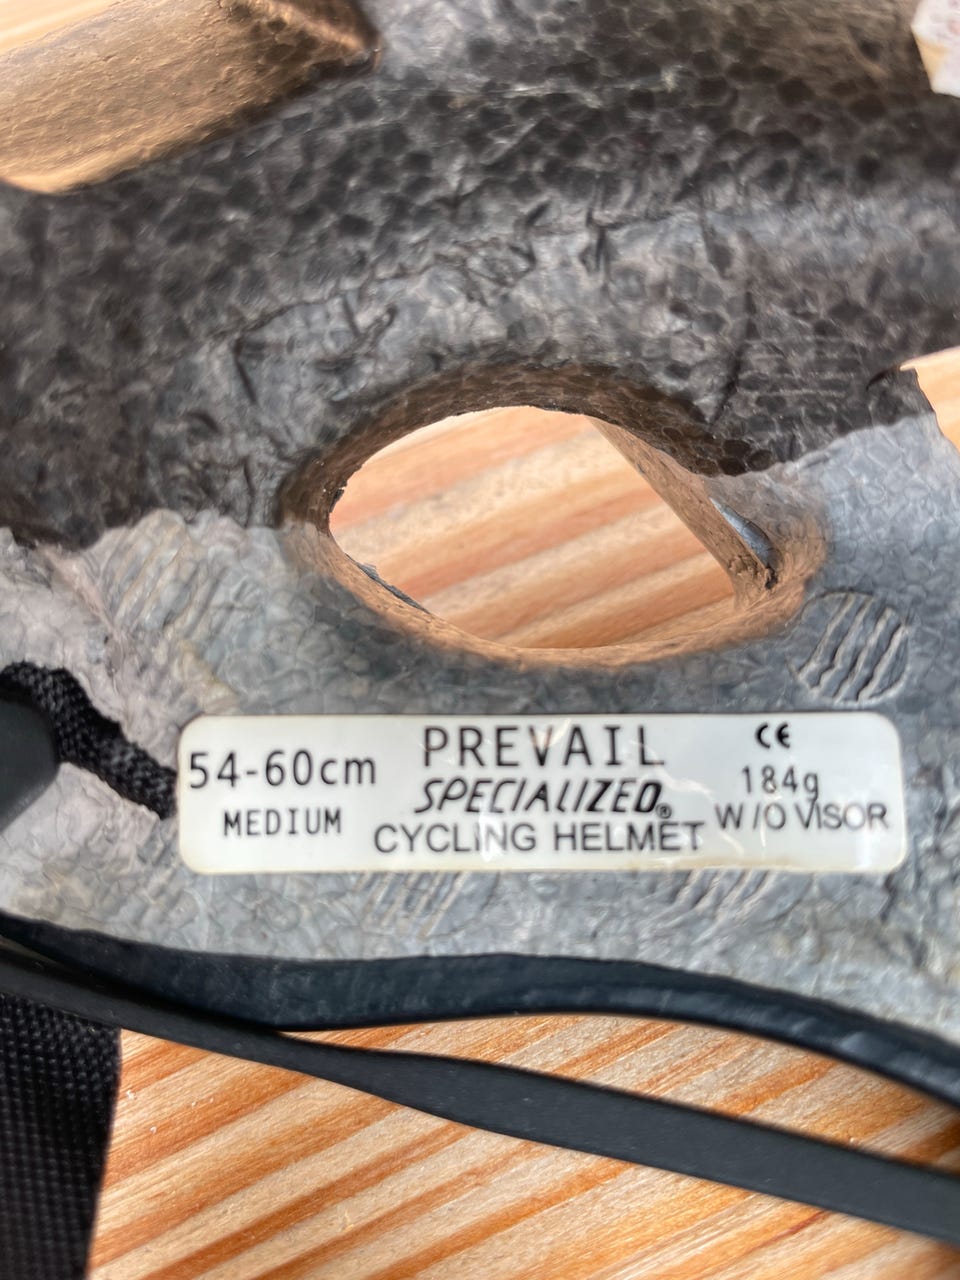 54-60cm
MEDIUM
PREVAIL
SPECIALIZED®
CYCLING HELMET
CE
184g
W/O VISOR